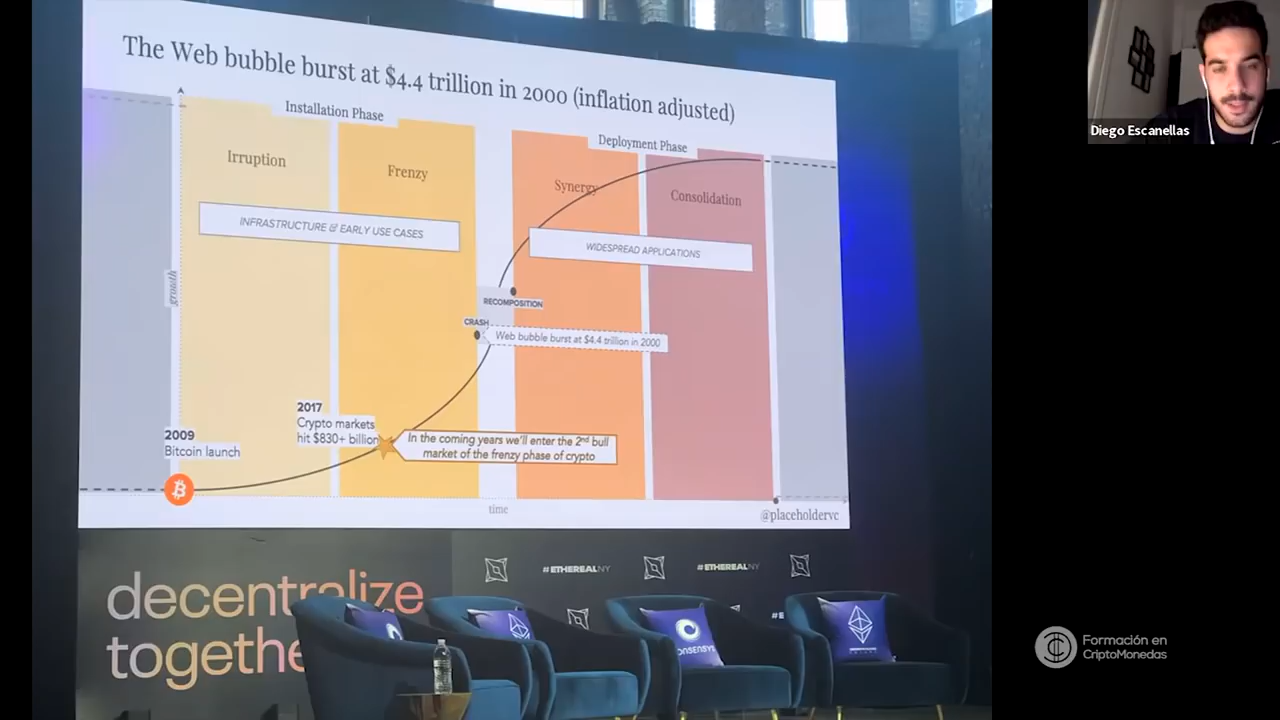 The Web bubble burst at $4.4 trillion in 2000 (inflation adjusted)
Installation Phase
Deployment Phase
Irruption
Frenzy
Synergy
Consolidation
INFRASTRUCTURE & EARLY USE CASES
WIDESPREAD APPLICATIONS
growth
RECOMPOSITION
CRASH
Web bubble burst at $4.4 trillion in 2000
2017
Crypto markets
hit $830+ billion
In the coming years we'll enter the 2nd bull
market of the frenzy phase of crypto
2009
Bitcoin launch
time
@placeholdervc
decentralize
togethe
#ETHEREALNY
#ETHEREALNY
#E
ONSENSYS
Diego Escanellas
Formación en
CriptoMonedas